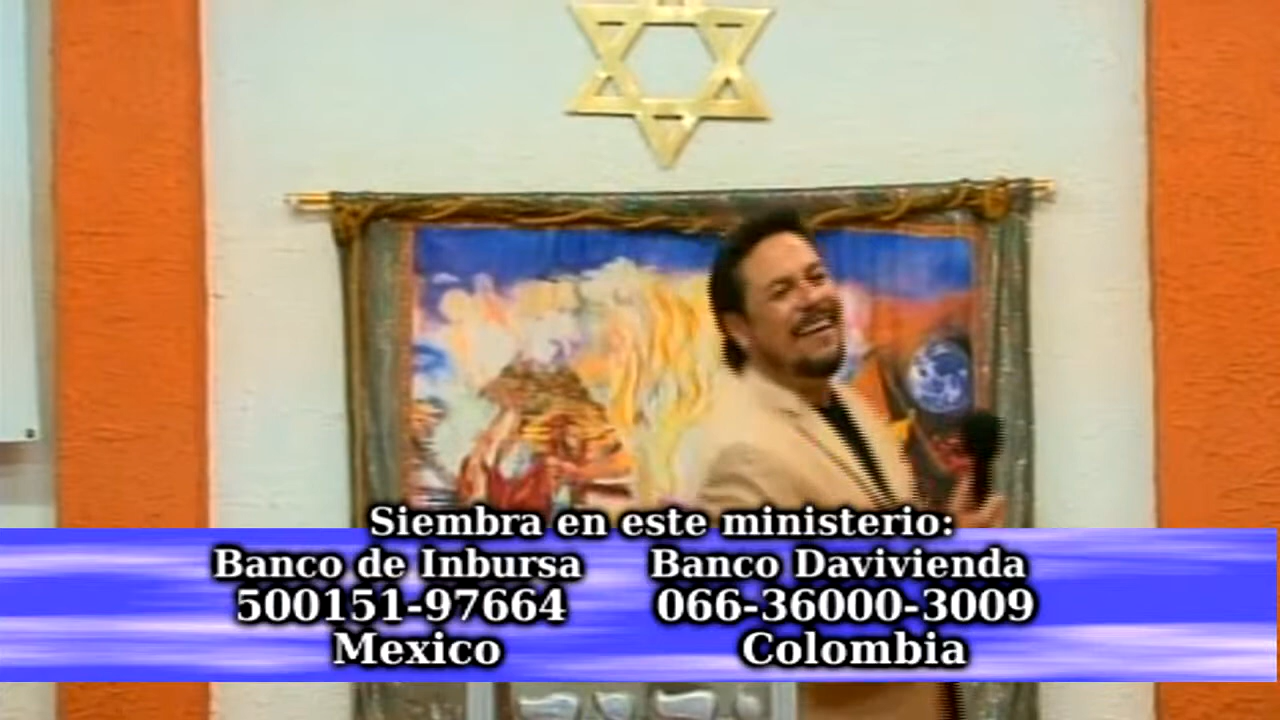 Siembra en este ministerio:
Banco de Inbursa Banco Davivienda
500151-97664 066-36000-3009
Mexico Colombia